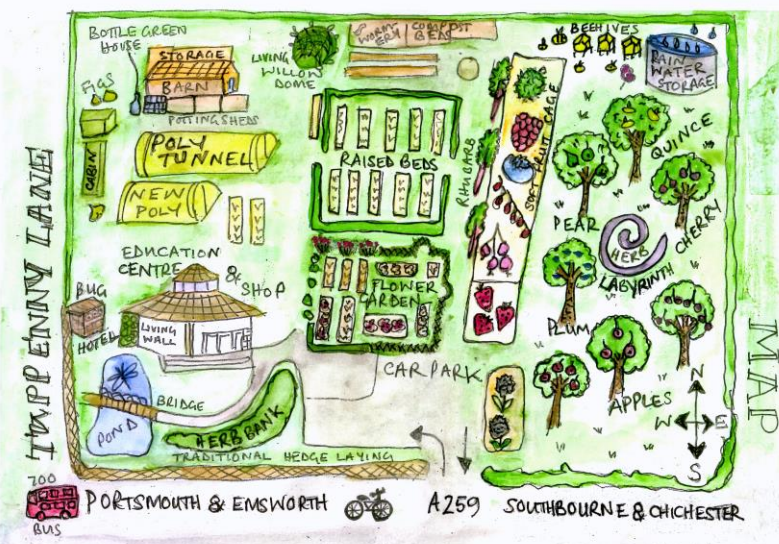 BOTTLE GREEN
HOUSE
STORAGE
BARN
POTTING SHEDS
FIGS
CABIN
LIVING
WILLOW
DOME
WORM
ERY
COMPOST
BEDS
BEEHIVES
RAIN
WATER
STORAGE
POLY
TUNNEL
NEW
POLY
RAISED BEDS
RHUBARB
SOFT FRUIT CAGE
QUINCE
PEAR
CHERRY
HERB
LABYRINTH
PLUM
APPLES
EDUCATION
CENTRE & SHOP
LIVING
WALL
BUG
HOTEL
FLOWER
GARDEN
CAR PARK
BRIDGE
POND
HERB BANK
TRADITIONAL HEDGE LAYING
TAPPENNY LANE
MAP
N
W E
S
700
BUS
PORTSMOUTH & EMSWORTH
A259
SOUTHBOURNE & CHICHESTER